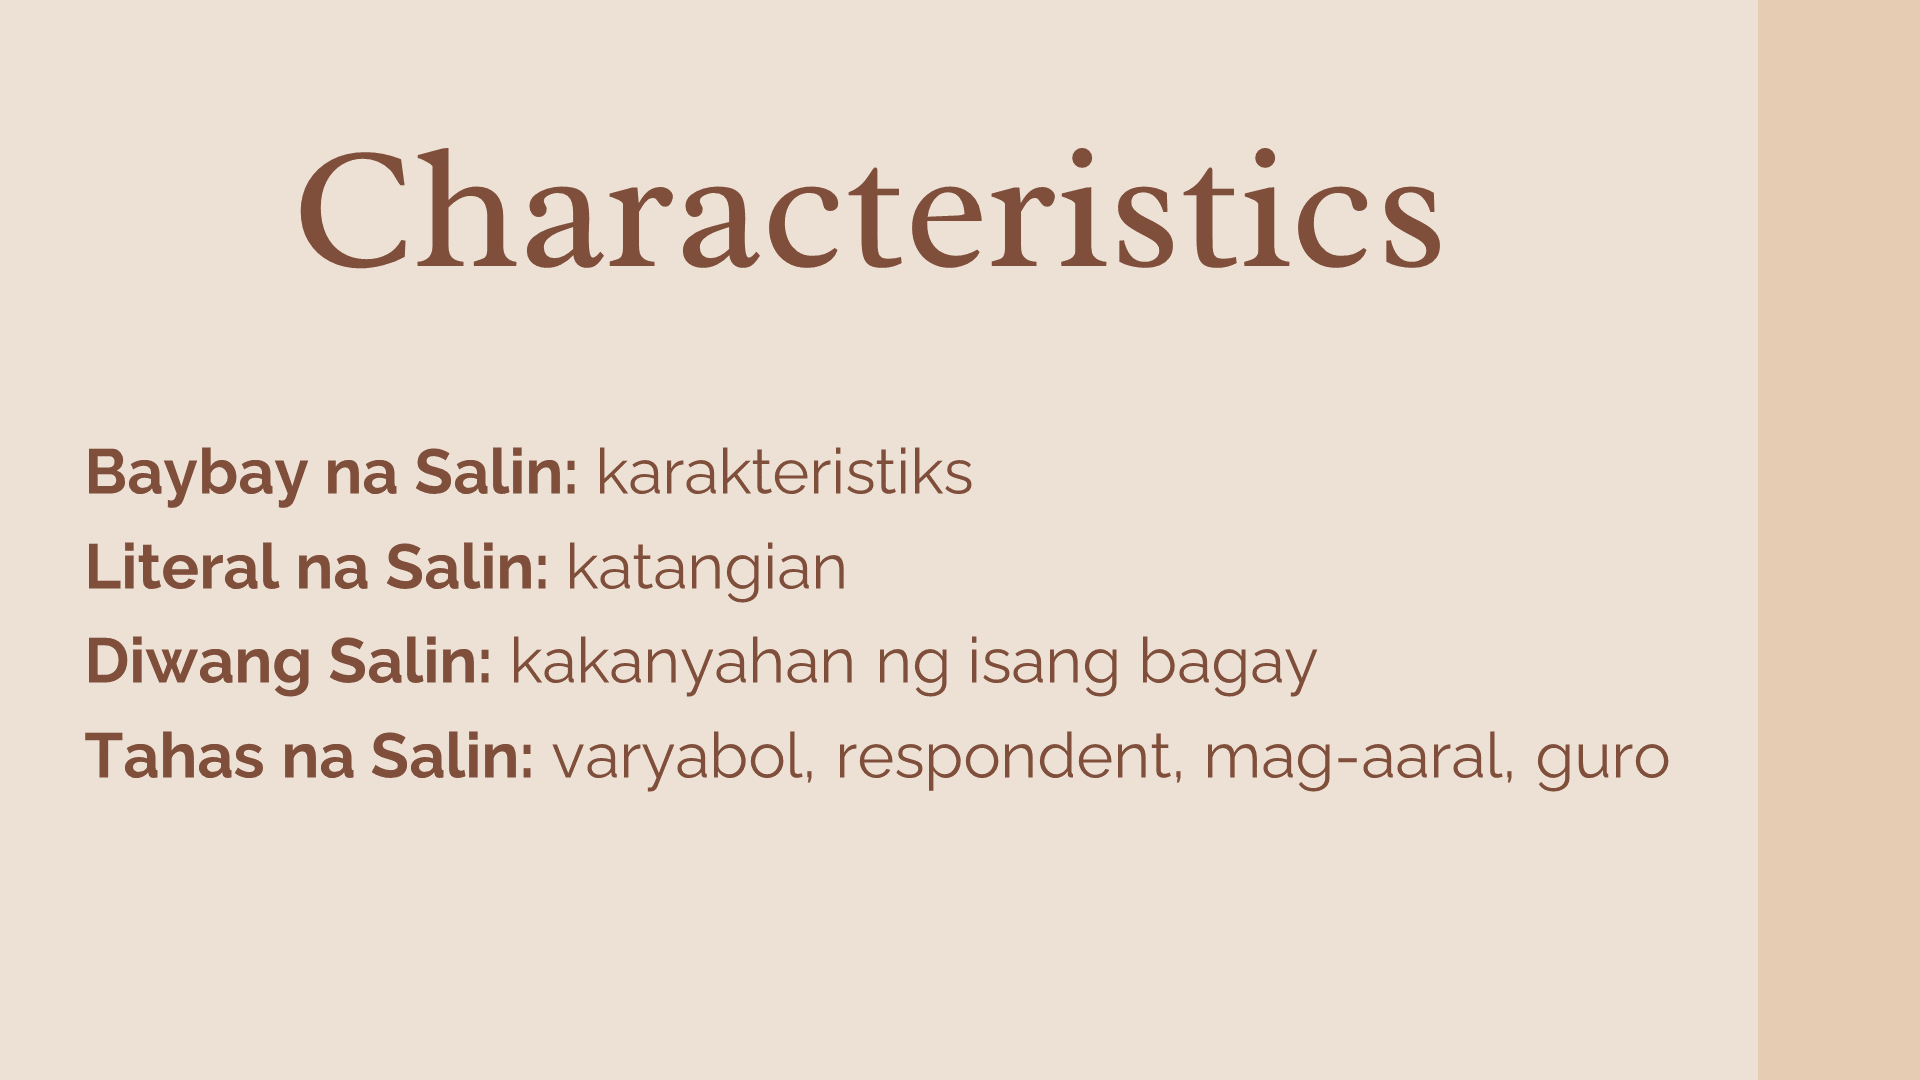 Characteristics
Baybay na Salin: karakteristiks
Literal na Salin: katangian
Diwang Salin: kakanyahan ng isang bagay
Tahas na Salin: varyabol, respondent, mag-aaral, guro